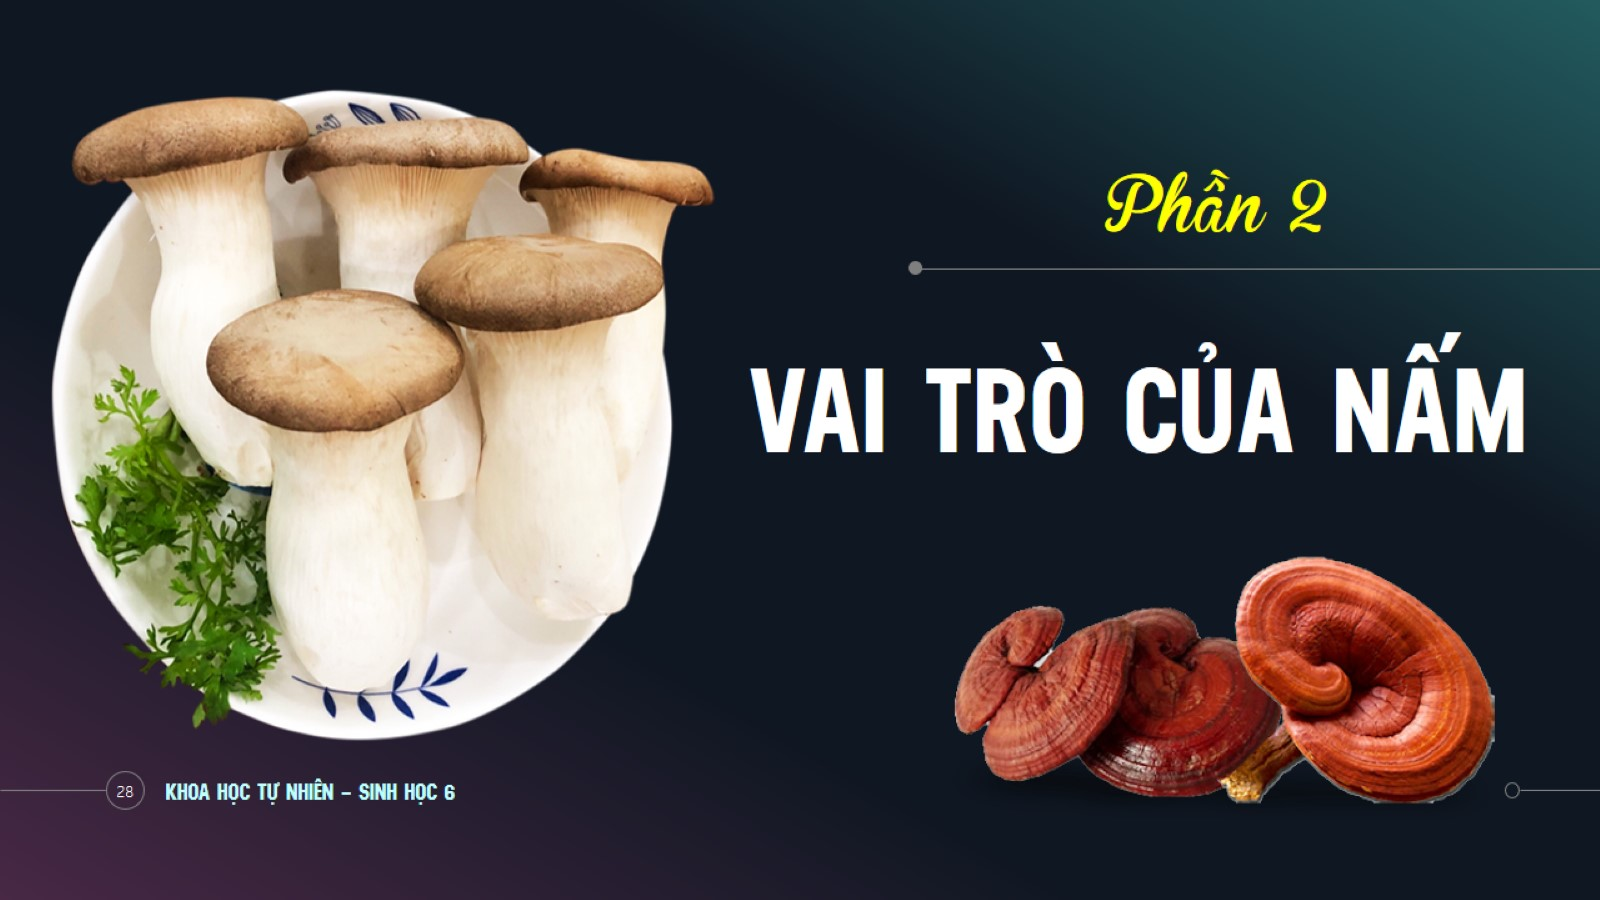 Phần 2
VAI TRÒ CỦA NẤM
28
KHOA HỌC TỰ NHIÊN – SINH HỌC 6